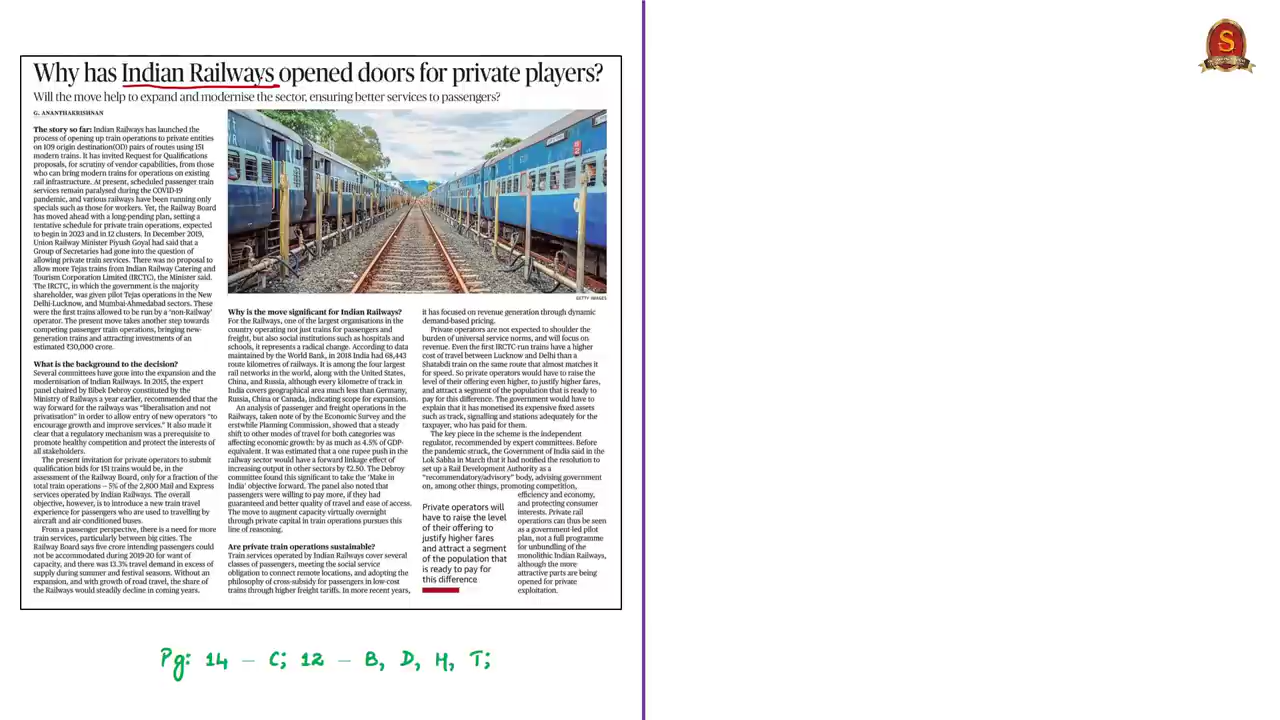 Why has Indian Railways opened doors for private players?
Will the move help to expand and modernise the sector, ensuring better services to passengers?
G. ANANTHAKRISHNAN
The story so far: Indian Railways has launched the
process of opening up train operations to private entities
on 109 origin destination(OD) pairs of routes using 151
modern trains. It has invited Request for Qualifications
proposals, for scrutiny of vendor capabilities, from those
who can bring modern trains for operations on existing
rail infrastructure. At present, scheduled passenger train
services remain paralysed during the COVID-19
pandemic, and various railways have been running only
specials such as those for workers. Yet, the Railway Board
has moved ahead with a long-pending plan, setting a
tentative schedule for private train operations, expected
to begin in 2023 and in 12 clusters. In December 2019,
Union Railway Minister Piyush Goyal had said that a
Group of Secretaries had gone into the question of
allowing private train services. There was no proposal to
allow more Tejas trains from Indian Railway Catering and
Tourism Corporation Limited (IRCTC), the Minister said.
The IRCTC, in which the government is the majority
shareholder, was given pilot Tejas operations in the New
Delhi-Lucknow, and Mumbai-Ahmedabad sectors. These
were the first trains allowed to be run by a 'non-Railway'
operator. The present move takes another step towards
competing passenger train operations, bringing new-
generation trains and attracting investments of an
estimated ₹30,000 crore.
What is the background to the decision?
Several committees have gone into the expansion and the
modernisation of Indian Railways. In 2015, the expert
panel chaired by Bibek Debroy constituted by the
Ministry of Railways a year earlier, recommended that the
way forward for the railways was "liberalisation and not
privatisation" in order to allow entry of new operators "to
encourage growth and improve services." It also made it
clear that a regulatory mechanism was a prerequisite to
promote healthy competition and protect the interests of
all stakeholders.
The present invitation for private operators to submit
qualification bids for 151 trains would be, in the
assessment of the Railway Board, only for a fraction of the
total train operations – 5% of the 2,800 Mail and Express
services operated by Indian Railways. The overall
objective, however, is to introduce a new train travel
experience for passengers who are used to travelling by
aircraft and air-conditioned buses.
From a passenger perspective, there is a need for more
train services, particularly between big cities. The
Railway Board says five crore intending passengers could
not be accommodated during 2019-20 for want of
capacity, and there was 13.3% travel demand in excess of
supply during summer and festival seasons. Without an
expansion, and with growth of road travel, the share of
the Railways would steadily decline in coming years.
GETTY IMAGES
Why is the move significant for Indian Railways?
For the Railways, one of the largest organisations in the
country operating not just trains for passengers and
freight, but also social institutions such as hospitals and
schools, it represents a radical change. According to data
maintained by the World Bank, in 2018 India had 68,443
route kilometres of railways. It is among the four largest
rail networks in the world, along with the United States,
China, and Russia, although every kilometre of track in
India covers geographical area much less than Germany,
Russia, China or Canada, indicating scope for expansion.
An analysis of passenger and freight operations in the
Railways, taken note of by the Economic Survey and the
erstwhile Planning Commission, showed that a steady
shift to other modes of travel for both categories was
affecting economic growth: by as much as 4.5% of GDP-
equivalent. It was estimated that a one rupee push in the
railway sector would have a forward linkage effect of
increasing output in other sectors by ₹2.50. The Debroy
committee found this significant to take the 'Make in
India' objective forward. The panel also noted that
passengers were willing to pay more, if they had
guaranteed and better quality of travel and ease of access.
The move to augment capacity virtually overnight
through private capital in train operations pursues this
line of reasoning.
Are private train operations sustainable?
Train services operated by Indian Railways cover several
classes of passengers, meeting the social service
obligation to connect remote locations, and adopting the
philosophy of cross-subsidy for passengers in low-cost
trains through higher freight tariffs. In more recent years,
it has focused on revenue generation through dynamic
demand-based pricing.
Private operators are not expected to shoulder the
burden of universal service norms, and will focus on
revenue. Even the first IRCTC-run trains have a higher
cost of travel between Lucknow and Delhi than a
Shatabdi train on the same route that almost matches it
for speed. So private operators would have to raise the
level of their offering even higher, to justify higher fares,
and attract a segment of the population that is ready to
pay for this difference. The government would have to
explain that it has monetised its expensive fixed assets
such as track, signalling and stations adequately for the
taxpayer, who has paid for them.
The key piece in the scheme is the independent
regulator, recommended by expert committees. Before
the pandemic struck, the Government of India said in the
Lok Sabha in March that it had notified the resolution to
set up a Rail Development Authority as a
"recommendatory/advisory" body, advising government
on, among other things, promoting competition,
efficiency and economy,
and protecting consumer
interests. Private rail
operations can thus be seen
as a government-led pilot
plan, not a full programme
for unbundling of the
monolithic Indian Railways,
although the more
attractive parts are being
opened for private
exploitation.
Private operators will
have to raise the level
of their offering to
justify higher fares
and attract a segment
of the population that
is ready to pay for
this difference
Pg: 14 – C; 12 – B, D, H, T;
S